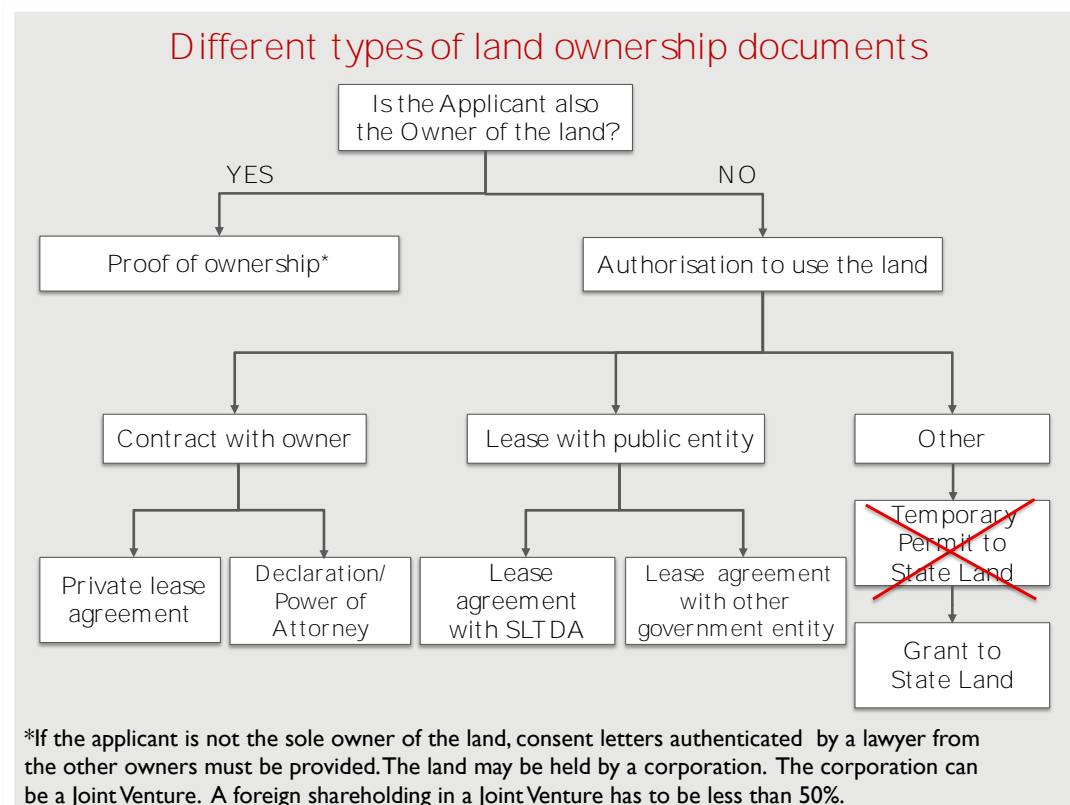 Different types of land ownership documents
Is the Applicant also
the Owner of the land?
YES
NO
Proof of ownership*
Authorisation to use the land
Contract with owner
Lease with public entity
Other
Private lease
agreement
Declaration/
Power of
Attorney
Lease
agreement
with SLTDA
Lease agreement
with other
government entity
Temporary
Permit to
State Land
Grant to
State Land
*If the applicant is not the sole owner of the land, consent letters authenticated by a lawyer from
the other owners must be provided. The land may be held by a corporation. The corporation can
be a Joint Venture. A foreign shareholding in a Joint Venture has to be less than 50%.